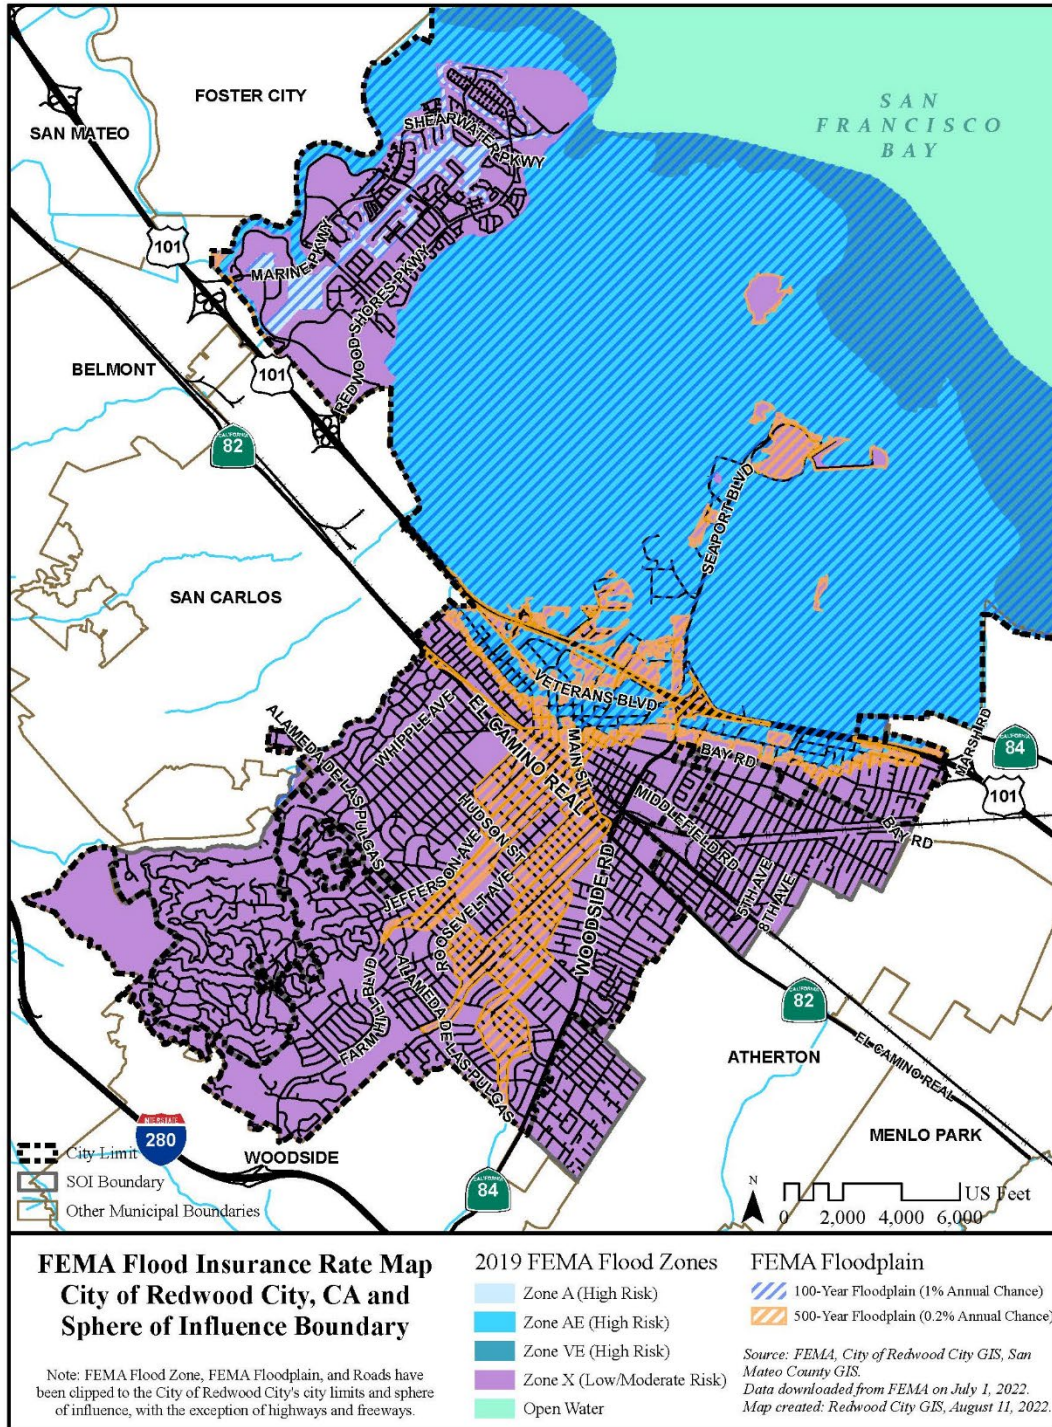 SAN
FRANCISCO
BAY
FOSTER CITY
SAN MATEO
SHEARWATER PKWY
101
MARINE PKWY
REDWOOD SHORES PKWY
BELMONT
101
CALIFORNIA
82
SEAPORT BLVD
SAN CARLOS
VETERANS BLVD
ALAMEDA DE LAS PULGAS
WHIPPLE AVE
EL CAMINO REAL
MAIN ST
BAY RD
MARSH RD
CALIFORNIA
84
101
HUDSON ST
MIDDLEFIELD RD
BAY RD
JEFFERSON AVE
ROOSEVELT AVE
WOODSIDE RD
5TH AVE
8TH AVE
FARM HILL BLVD
ALAMEDA DE LAS PULGAS
CALIFORNIA
82
ATHERTON
EL CAMINO REAL
MENLO PARK
280
WOODSIDE
CALIFORNIA
84
City Limit
SOI Boundary
Other Municipal Boundaries
N
US Feet
0 2,000 4,000 6,000
FEMA Flood Insurance Rate Map
City of Redwood City, CA and
Sphere of Influence Boundary
Note: FEMA Flood Zone, FEMA Floodplain, and Roads have
been clipped to the City of Redwood City's city limits and sphere
of influence, with the exception of highways and freeways.
2019 FEMA Flood Zones
Zone A (High Risk)
Zone AE (High Risk)
Zone VE (High Risk)
Zone X (Low/Moderate Risk)
Open Water
FEMA Floodplain
100-Year Floodplain (1% Annual Chance)
500-Year Floodplain (0.2% Annual Chance)
Source: FEMA, City of Redwood City GIS, San
Mateo County GIS.
Data downloaded from FEMA on July 1, 2022.
Map created: Redwood City GIS, August 11, 2022.